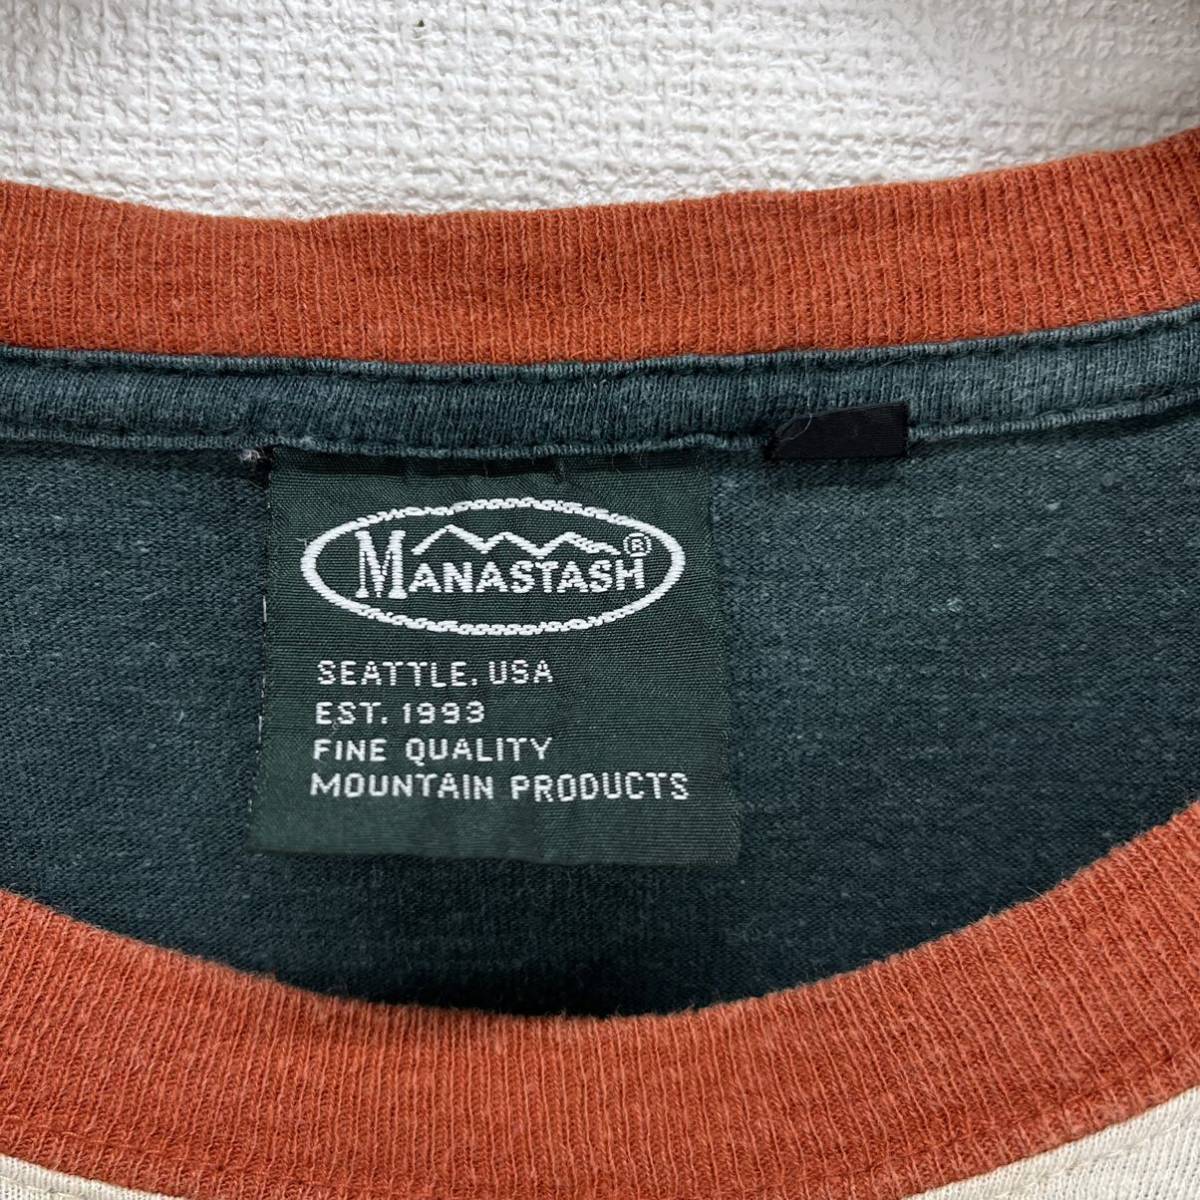 MANASTASH®
SEATTLE, USA
EST. 1993
FINE QUALITY
MOUNTAIN PRODUCTS